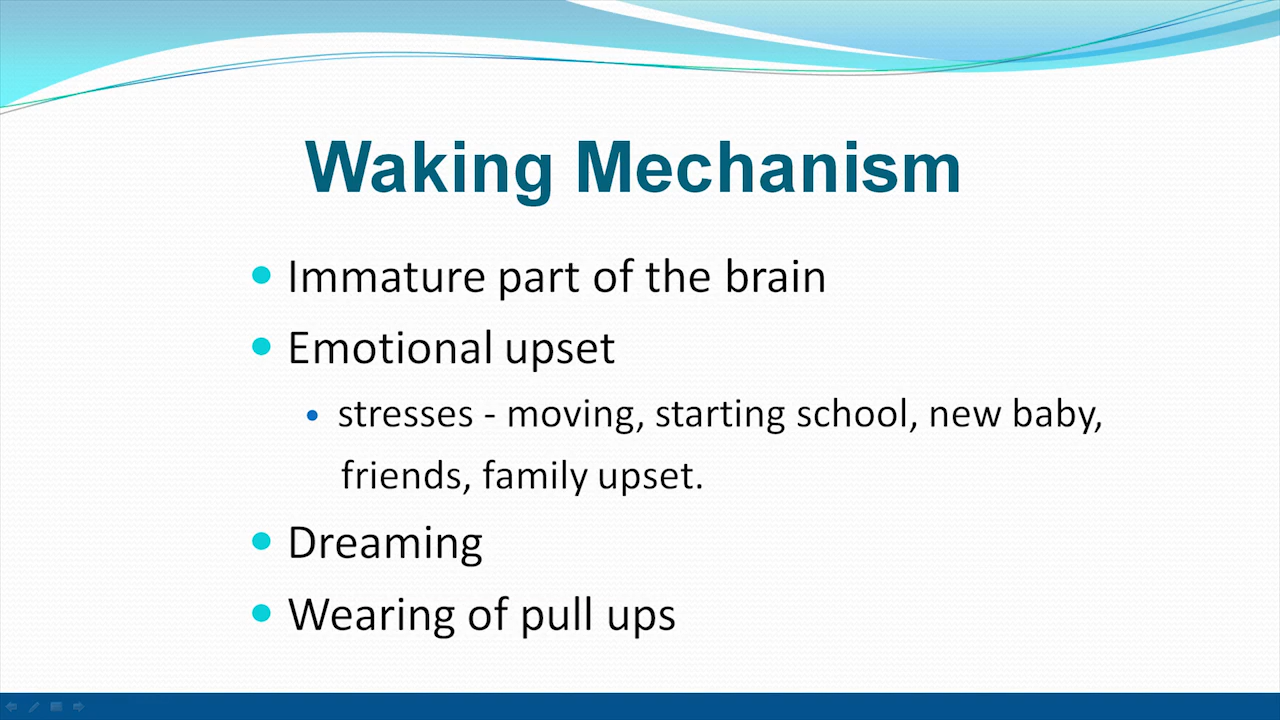 Waking Mechanism
Immature part of the brain
Emotional upset
stresses - moving, starting school, new baby,
friends, family upset.
Dreaming
Wearing of pull ups